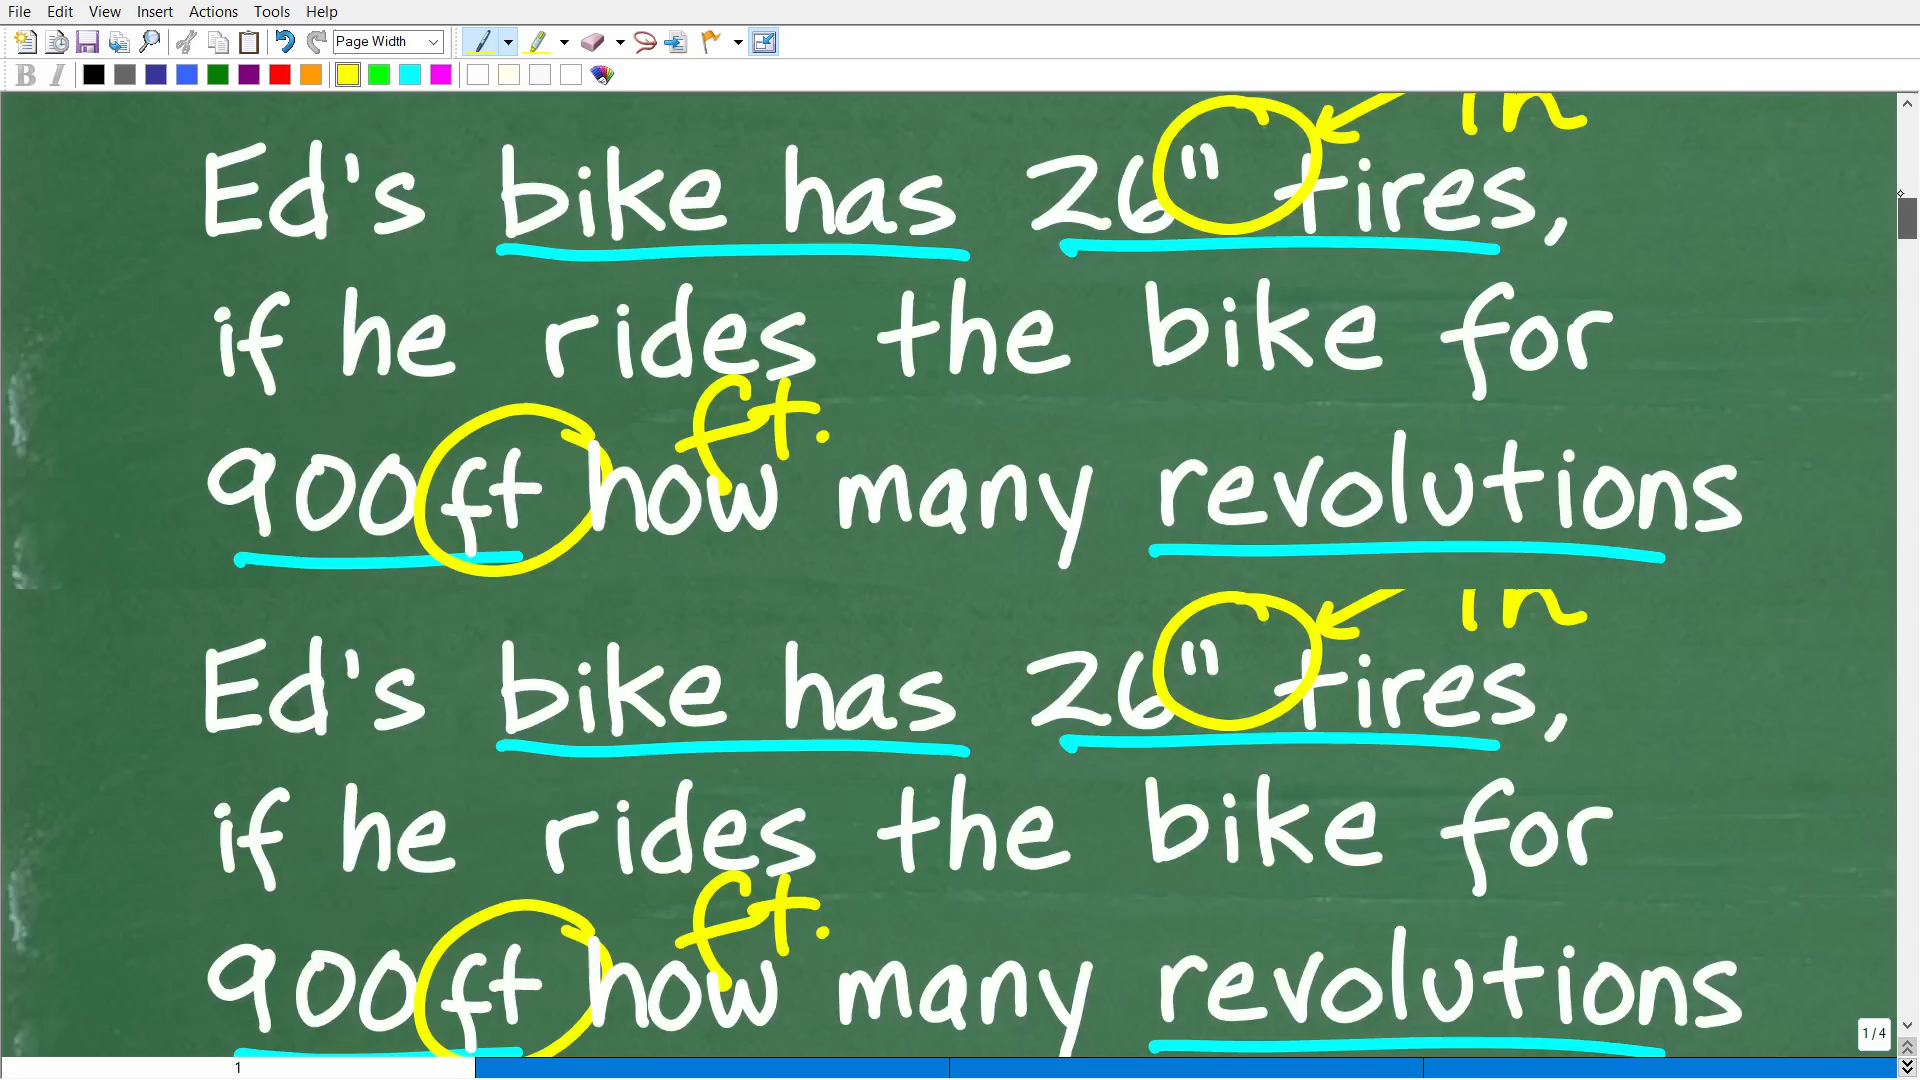 File Edit View Insert Actions Tools Help
Page Width
B I
in
Ed's bike has 26" tires,
if he rides the bike for
ft.
900ft how many revolutions
in
Ed's bike has 26" tires,
if he rides the bike for
ft.
900ft how many revolutions
1 / 4
1